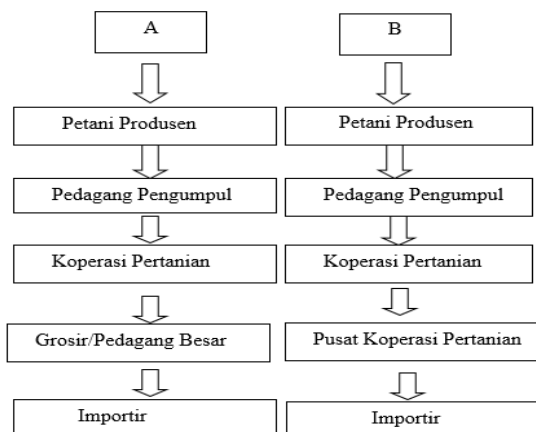 A
Petani Produsen
Pedagang Pengumpul
Koperasi Pertanian
Grosir/Pedagang Besar
Importir
B
Petani Produsen
Pedagang Pengumpul
Koperasi Pertanian
Pusat Koperasi Pertanian
Importir